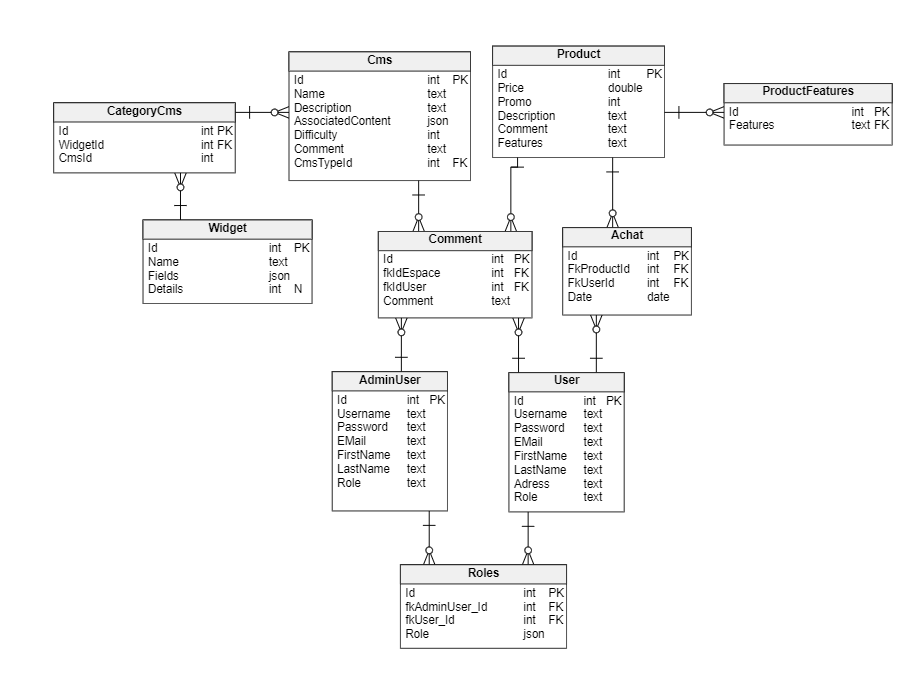 Cms
Id int PK
Name text
Description text
AssociatedContent json
Difficulty int
Comment text
CmsTypeId int FK
Product
Id int PK
Price double
Promo int
Description text
Comment text
Features text
ProductFeatures
Id int PK
Features text FK
CategoryCms
Id int PK
WidgetId int FK
CmsId int
Widget
Id int PK
Name text
Fields json
Details int N
Comment
Id int PK
fkIdEspace int FK
fkIdUser int FK
Comment text
Achat
Id int PK
FkProductId int FK
FkUserId int FK
Date date
AdminUser
Id int PK
Username text
Password text
EMail text
FirstName text
LastName text
Role text
User
Id int PK
Username text
Password text
EMail text
FirstName text
LastName text
Adress text
Role text
Roles
Id int PK
fkAdminUser_Id int FK
fkUser_Id int FK
Role json